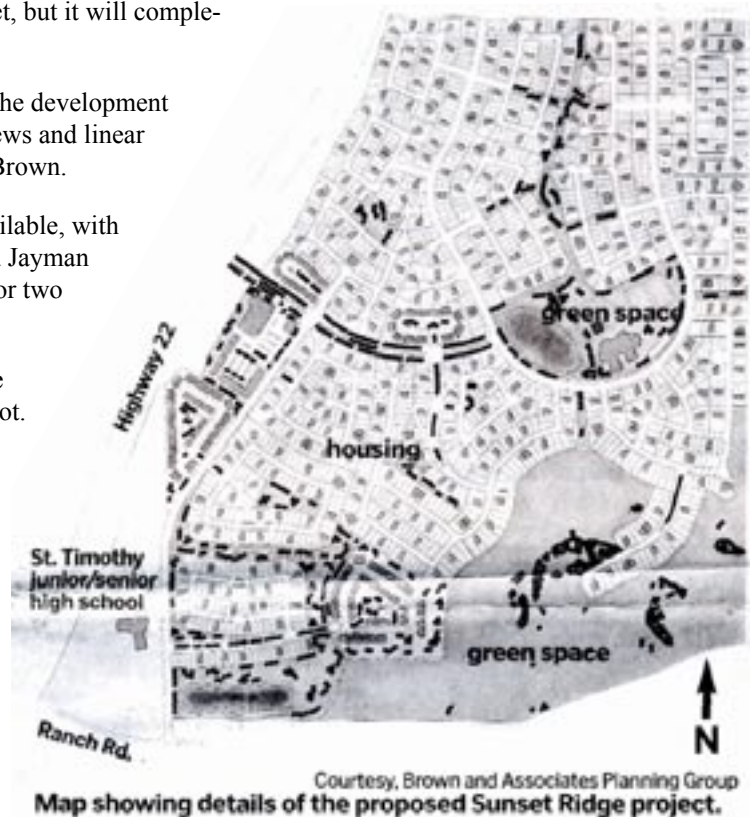 et, but it will comple-
he development
ews and linear
Brown.
ilable, with
Jayman
or two
e
ot.
Highway 22
green space
housing
St. Timothy
junior/senior
high school
green space
Ranch Rd.
N
Courtesy, Brown and Associates Planning Group
Map showing details of the proposed Sunset Ridge project.